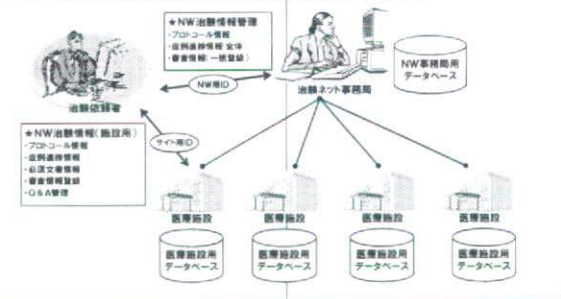 ★NW治験情報管理
・プロトコール情報
・症例進捗情報 全体
・審査情報(一括登録)
NW用ID
治験依頼者
治験ネット事務局
NW事務局用
データベース
★NW治験情報(施設用)
・プロトコール情報
・症例進捗情報
・必須文書情報
・審査情報登録
・Q&A管理
サイト用ID
医療施設
医療施設
医療施設
医療施設
医療施設用
データベース
医療施設用
データベース
医療施設用
データベース
医療施設用
データベース